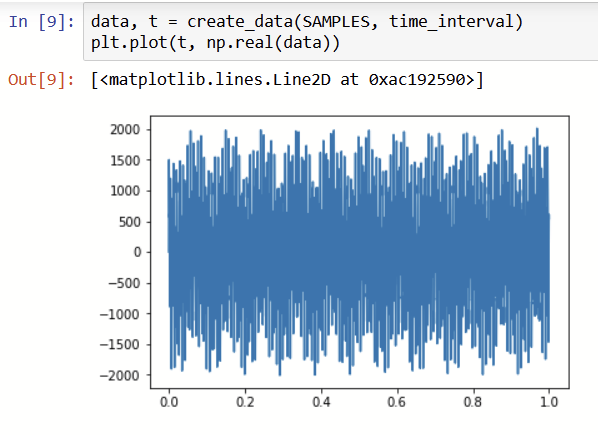 In [9]: data, t = create_data(SAMPLES, time_interval)
plt.plot(t, np.real(data))
Out[9]: [<matplotlib.lines.Line2D at 0xac192590>]
2000
1500
1000
500
0
−500
−1000
−1500
−2000
0.0 0.2 0.4 0.6 0.8 1.0